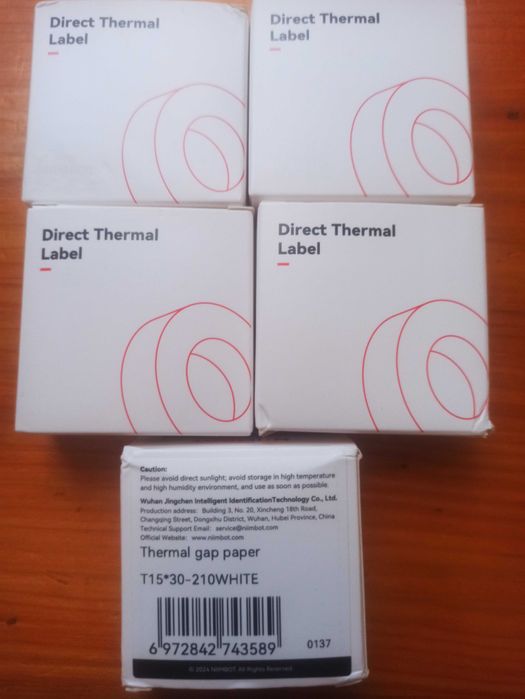 Direct Thermal
Label
Direct Thermal
Label
Direct Thermal
Label
Direct Thermal
Label
Caution:
Please avoid direct sunlight, avoid storage in high temperature
and high humidity environment, and use as soon as possible.
Wuhan Jingchen Intelligent IdentificationTechnology Co., Ltd.
Production address: Building 3, No. 20, Xincheng 18th Road,
Changqing Street, Dongxihu District, Wuhan, Hubei Province, China
Technical Support Email: service@niimbot.com
Official Website: www.niimbot.com
Thermal gap paper
T15*30-210WHITE
6 972842 743589
0137
© 2024 NIIMBOT. All Rights Reserved.